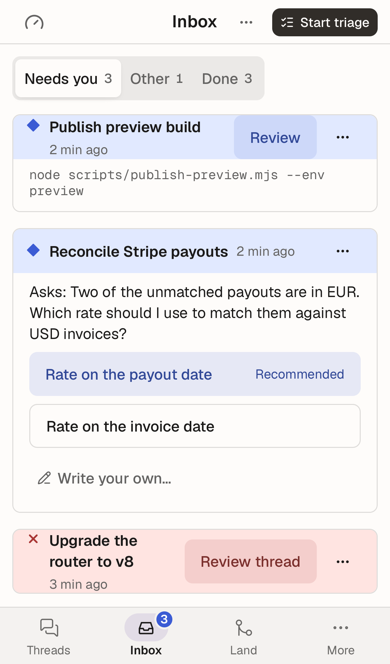 Inbox
Start triage
Needs you 3
Other 1
Done 3
Publish preview build
2 min ago
Review
node scripts/publish-preview.mjs --env
preview
Reconcile Stripe payouts 2 min ago
Asks: Two of the unmatched payouts are in EUR.
Which rate should I use to match them against
USD invoices?
Rate on the payout date
Recommended
Rate on the invoice date
Write your own...
Upgrade the
router to v8
3 min ago
Review thread
3
Threads
Inbox
Land
More